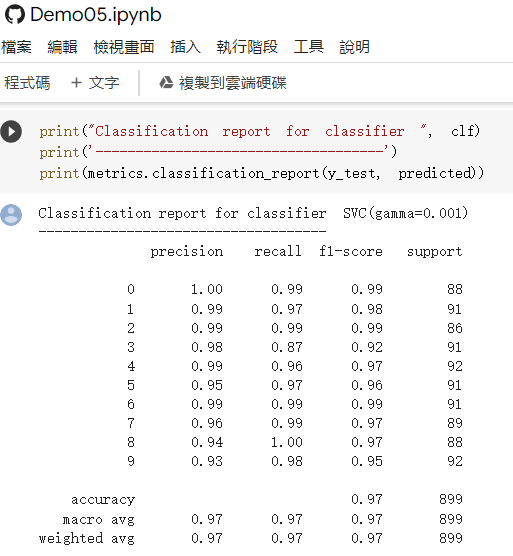 Demo05.ipynb
檔案 編輯 檢視畫面 插入 執行階段 工具 說明
程式碼 + 文字 複製到雲端硬碟
print("Classification report for classifier ", clf)
print('------------------------------------')
print(metrics.classification_report(y_test, predicted))
Classification report for classifier  SVC(gamma=0.001)
------------------------------------
precision recall f1-score support
0 1.00 0.99 0.99 88
1 0.99 0.97 0.98 91
2 0.99 0.99 0.99 86
3 0.98 0.87 0.92 91
4 0.99 0.96 0.97 92
5 0.95 0.97 0.96 91
6 0.99 0.99 0.99 91
7 0.96 0.99 0.97 89
8 0.94 1.00 0.97 88
9 0.93 0.98 0.95 92
accuracy 0.97 899
macro avg 0.97 0.97 0.97 899
weighted avg 0.97 0.97 0.97 899